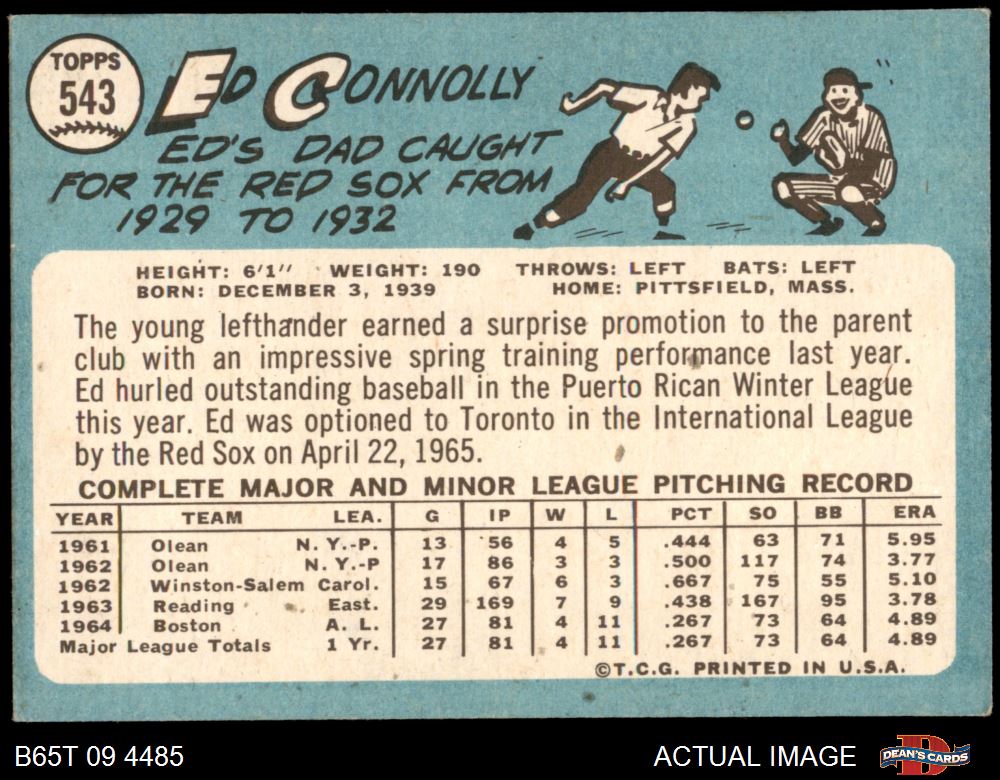 TOPPS
543
ED CONNOLLY
ED'S DAD CAUGHT
FOR THE RED SOX FROM
1929 TO 1932
HEIGHT: 6'1" WEIGHT: 190 THROWS: LEFT BATS: LEFT
BORN: DECEMBER 3, 1939 HOME: PITTSFIELD, MASS.
The young lefthander earned a surprise promotion to the parent
club with an impressive spring training performance last year.
Ed hurled outstanding baseball in the Puerto Rican Winter League
this year. Ed was optioned to Toronto in the International League
by the Red Sox on April 22, 1965.
COMPLETE MAJOR AND MINOR LEAGUE PITCHING RECORD
YEAR TEAM LEA. G IP W L PCT SO BB ERA
1961 Olean N. Y.-P. 13 56 4 5 .444 63 71 5.95
1962 Olean N. Y.-P 17 86 3 3 .500 117 74 3.77
1962 Winston-Salem Carol. 15 67 6 3 .667 75 55 5.10
1963 Reading East. 29 169 7 9 .438 167 95 3.78
1964 Boston A. L. 27 81 4 11 .267 73 64 4.89
Major League Totals 1 Yr. 27 81 4 11 .267 73 64 4.89
©T.C.G. PRINTED IN U.S.A.
B65T 09 4485 ACTUAL IMAGE DEAN'S CARDS